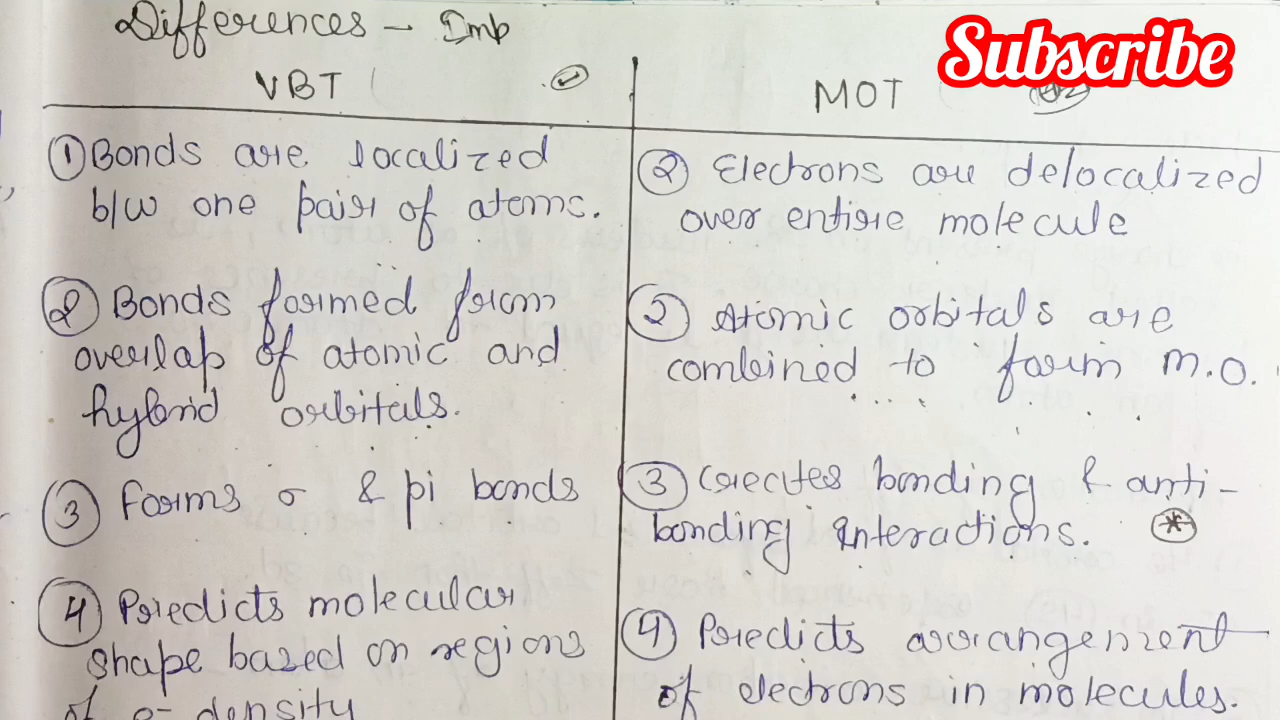 Differences - Imp
Subscribe
VBT
MOT
① Bonds are localized
b/w one pair of atoms.
② Bonds formed from
overlap of atomic and
hybrid orbitals.
③ Forms σ & pi bonds
④ Predicts molecular
shape based on regions
of e- density
② Electrons are delocalized
over entire molecule
② Atomic orbitals are
combined to form M.O.
③ Creates bonding & anti-
bonding interactions. *
④ Predicts arrangement
of electrons in molecules.